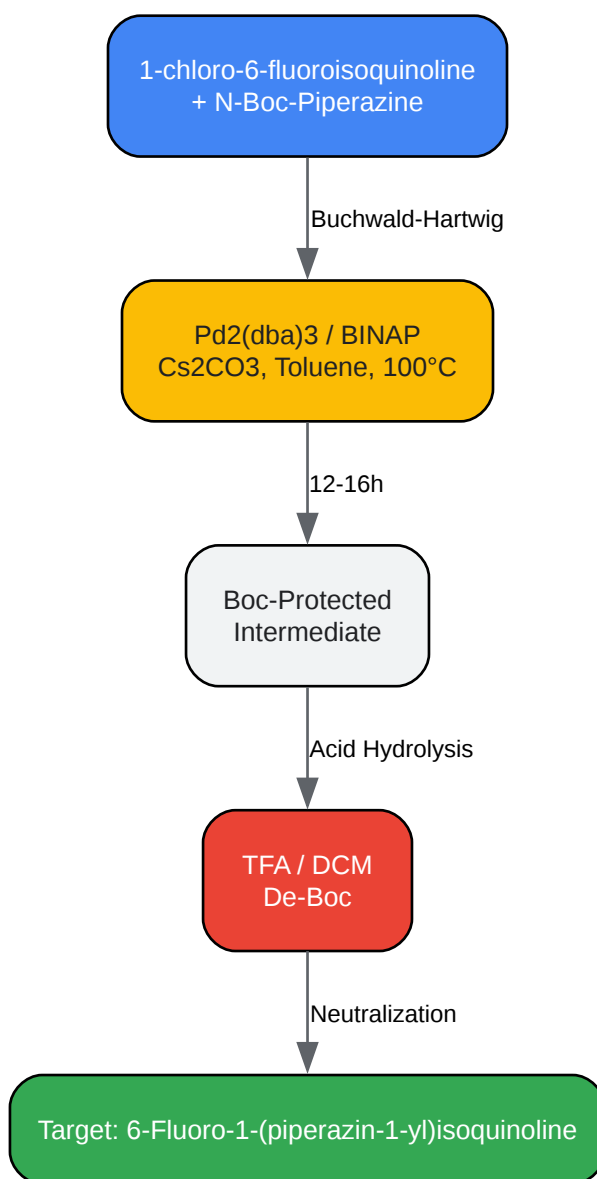 1-chloro-6-fluoroisoquinoline
+ N-Boc-Piperazine
Buchwald-Hartwig
Pd2(dba)3 / BINAP
Cs2CO3, Toluene, 100°C
12-16h
Boc-Protected
Intermediate
Acid Hydrolysis
TFA / DCM
De-Boc
Neutralization
Target: 6-Fluoro-1-(piperazin-1-yl)isoquinoline